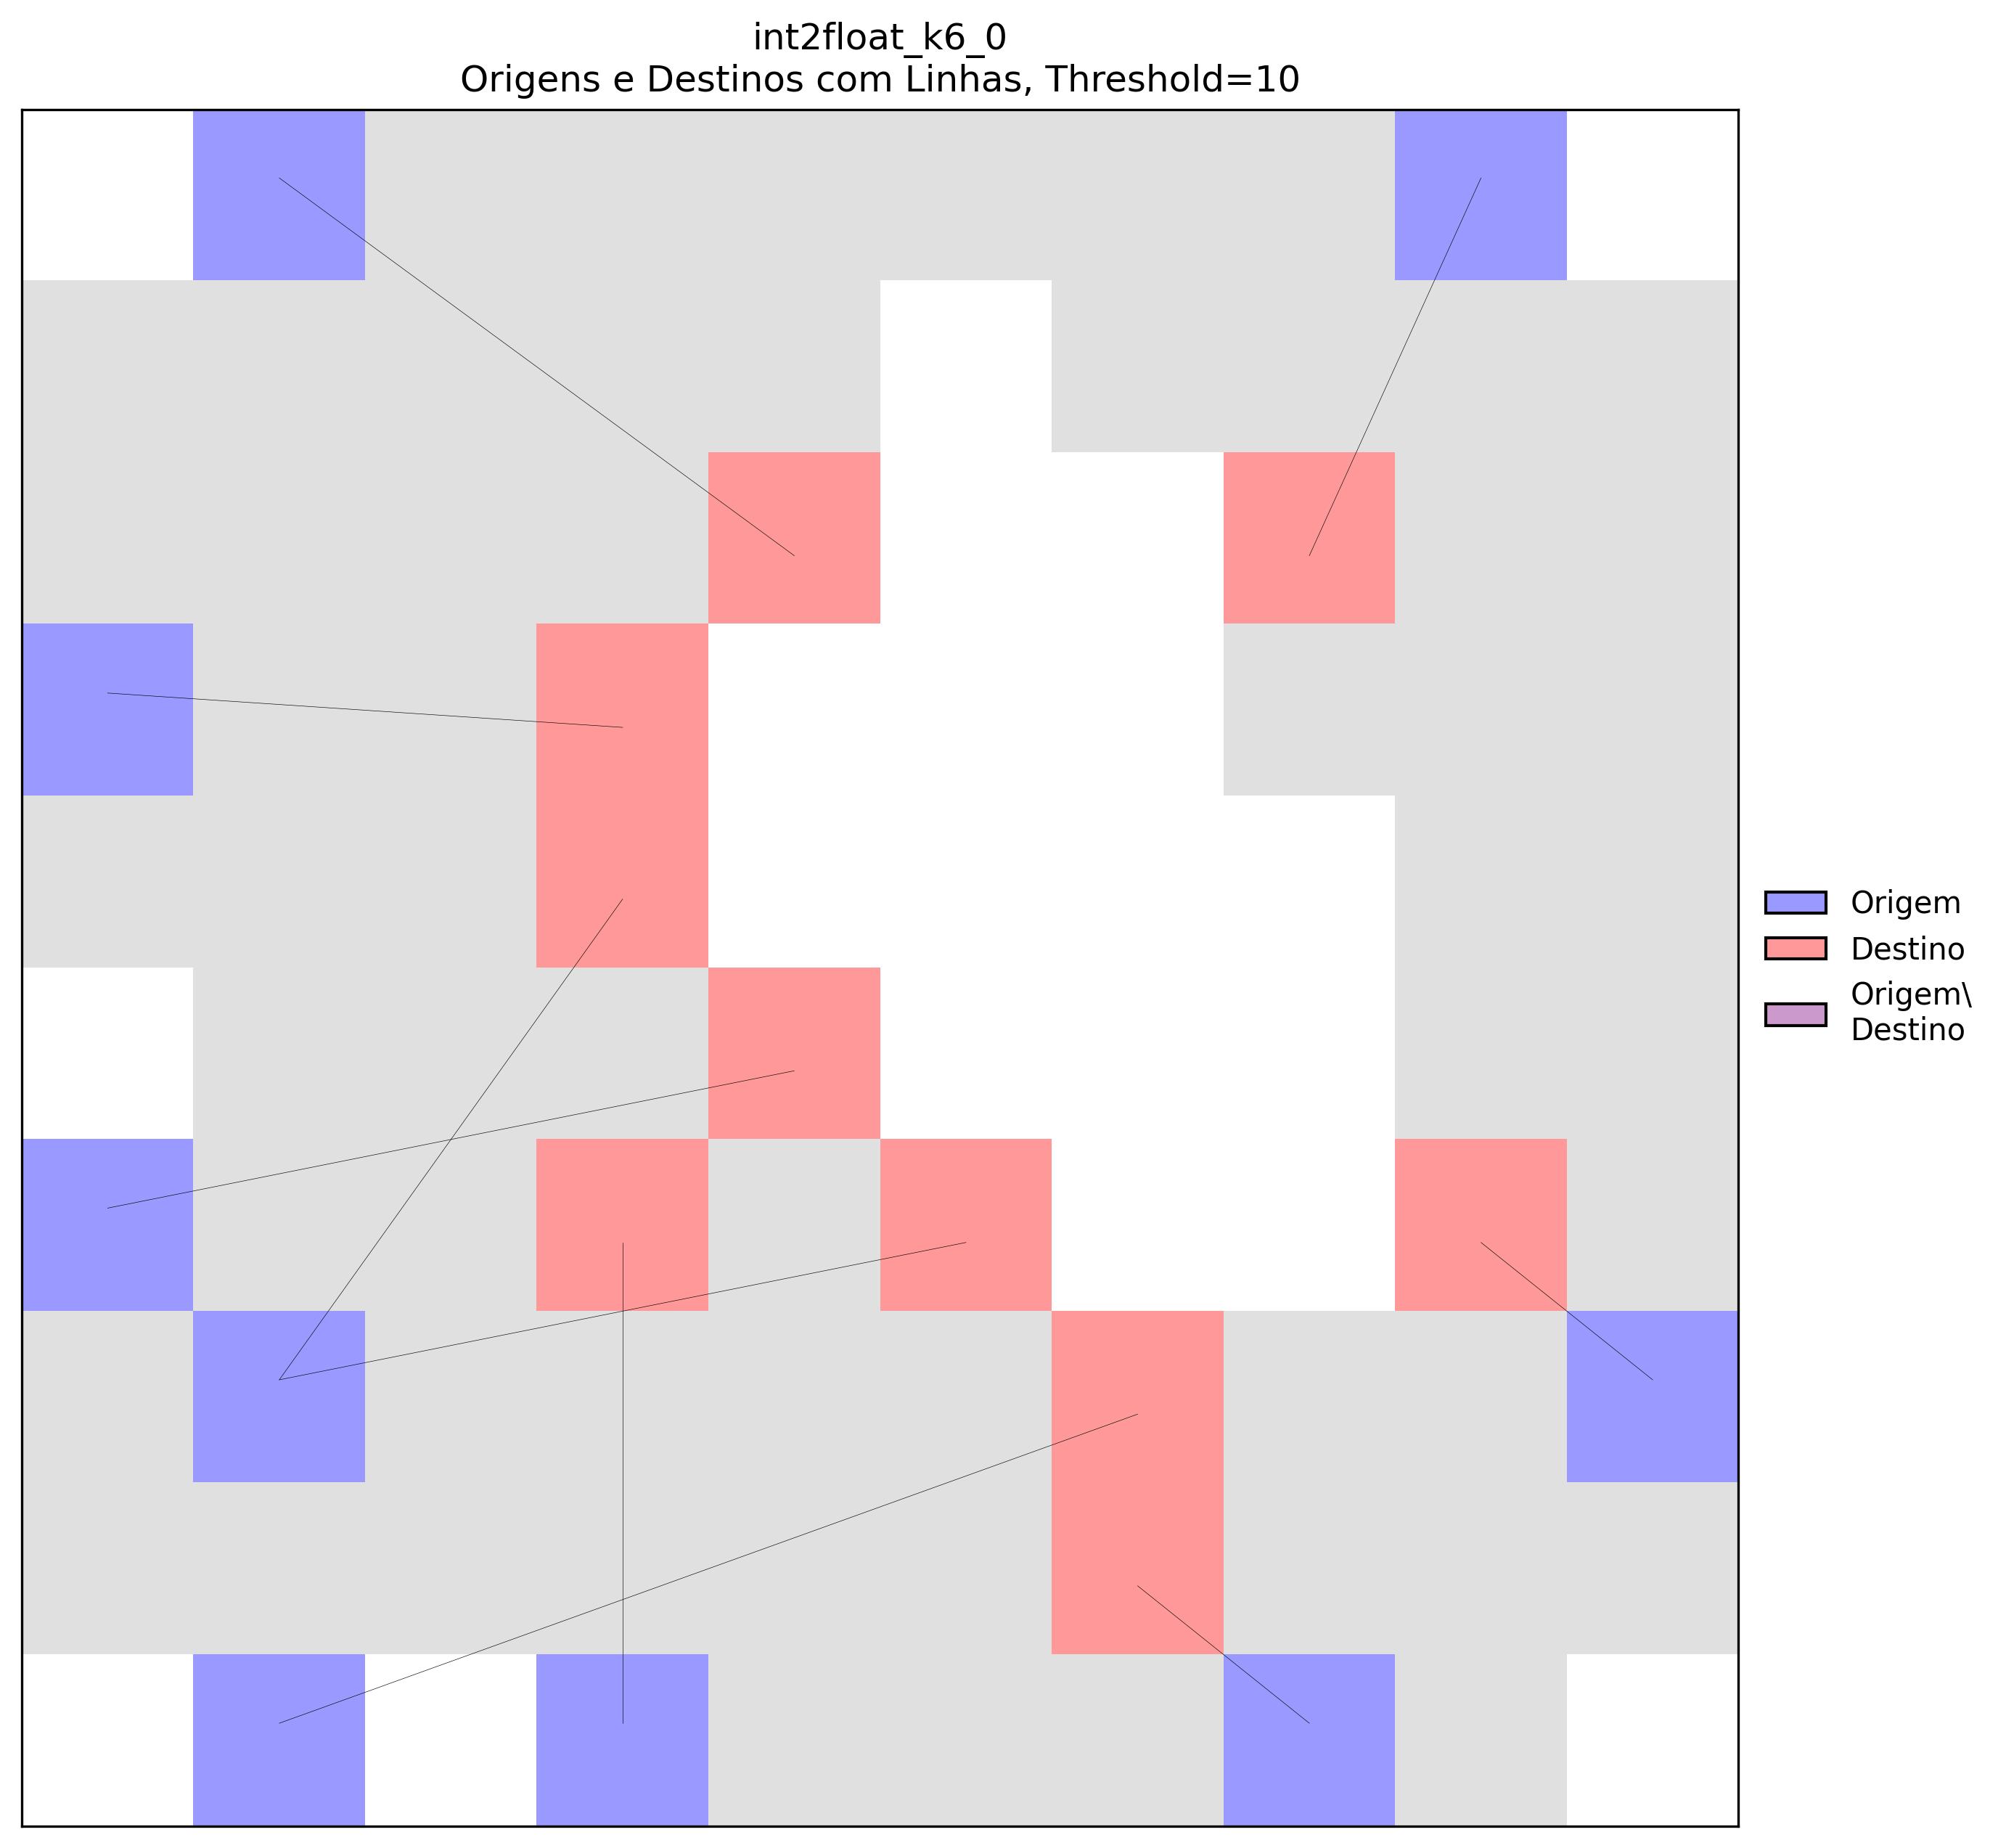 int2float_k6_0
Origens e Destinos com Linhas, Threshold=10
Origem
Destino
Origem\
Destino